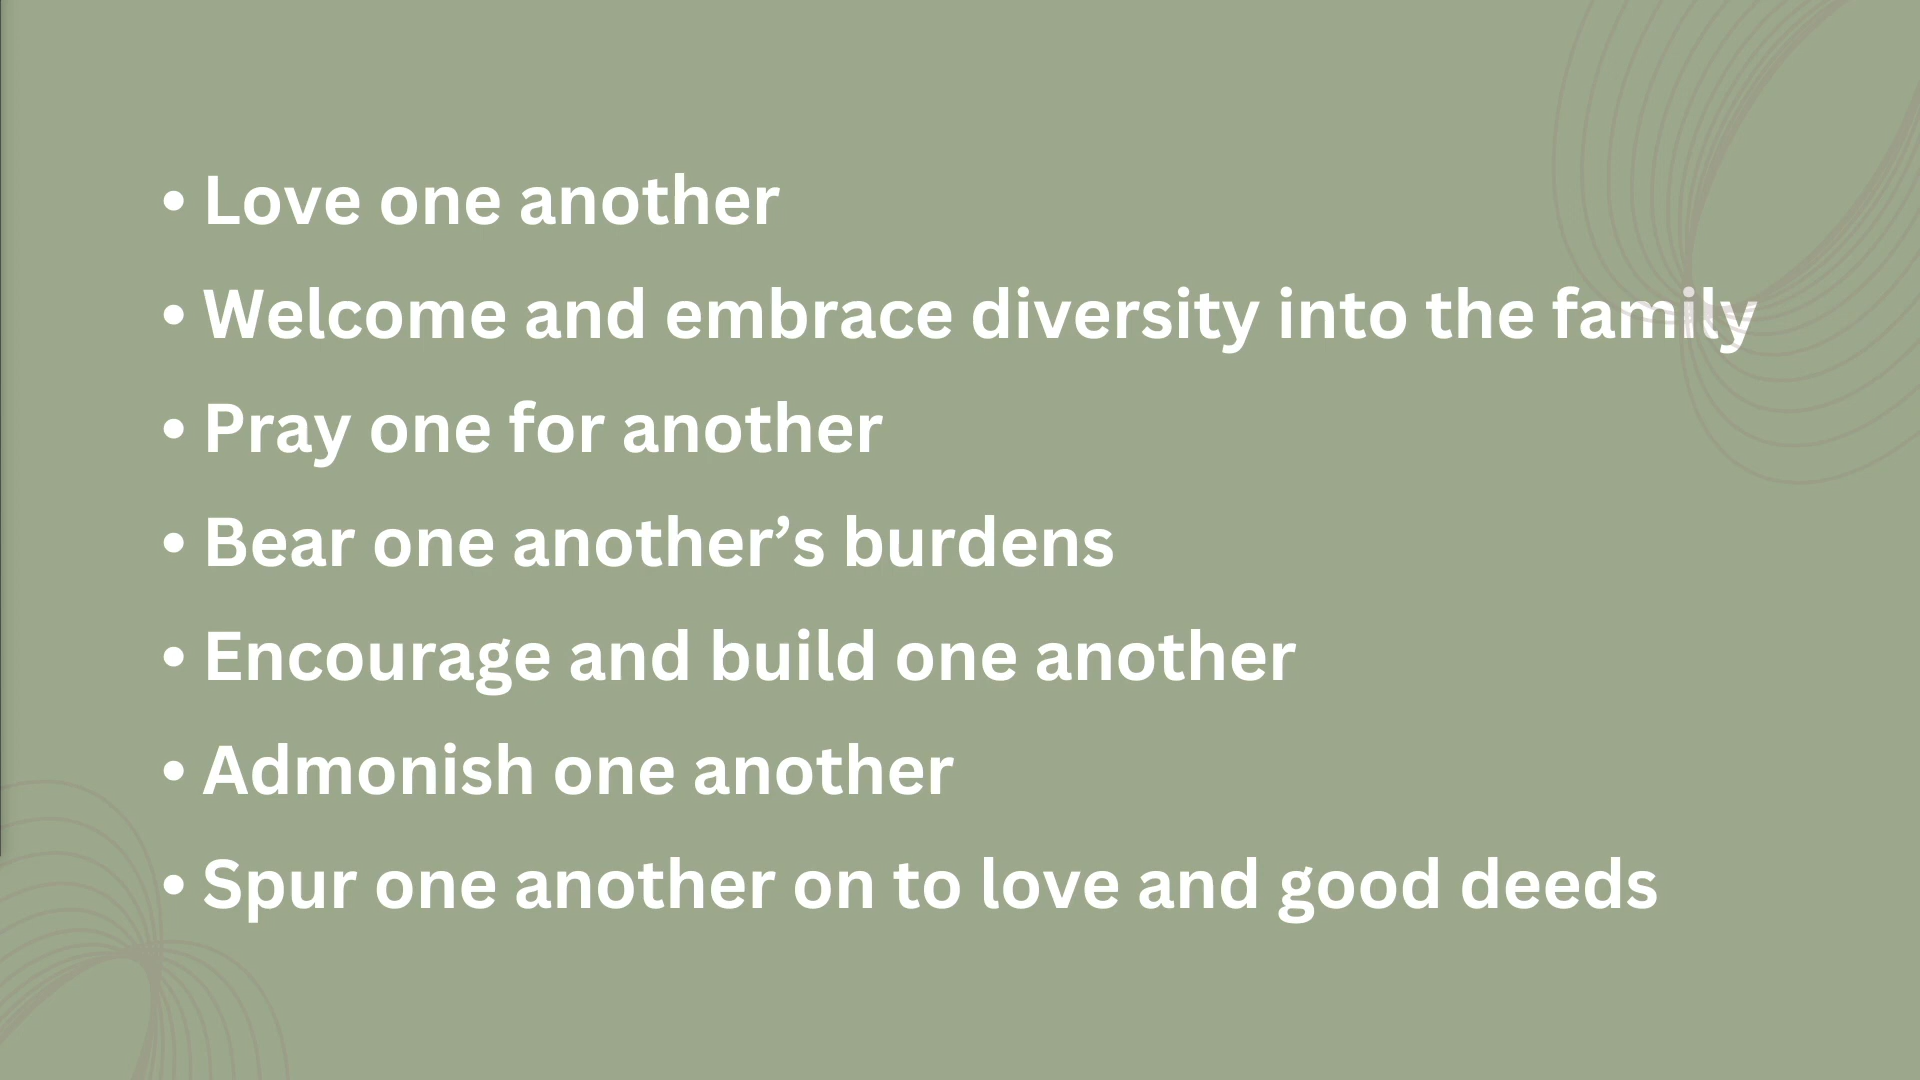 • Love one another
• Welcome and embrace diversity into the family
• Pray one for another
• Bear one another’s burdens
• Encourage and build one another
• Admonish one another
• Spur one another on to love and good deeds